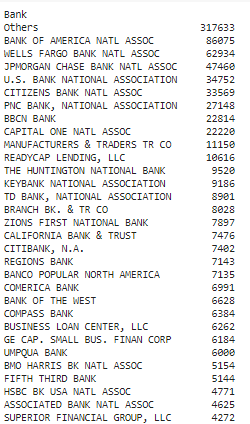 Bank
Others 317633
BANK OF AMERICA NATL ASSOC 86075
WELLS FARGO BANK NATL ASSOC 62934
JPMORGAN CHASE BANK NATL ASSOC 47460
U.S. BANK NATIONAL ASSOCIATION 34752
CITIZENS BANK NATL ASSOC 33569
PNC BANK, NATIONAL ASSOCIATION 27148
BBCN BANK 22814
CAPITAL ONE NATL ASSOC 22220
MANUFACTURERS & TRADERS TR CO 11150
READYCAP LENDING, LLC 10616
THE HUNTINGTON NATIONAL BANK 9520
KEYBANK NATIONAL ASSOCIATION 9186
TD BANK, NATIONAL ASSOCIATION 8901
BRANCH BK. & TR CO 8028
ZIONS FIRST NATIONAL BANK 7897
CALIFORNIA BANK & TRUST 7476
CITIBANK, N.A. 7402
REGIONS BANK 7143
BANCO POPULAR NORTH AMERICA 7135
COMERICA BANK 6991
BANK OF THE WEST 6628
COMPASS BANK 6384
BUSINESS LOAN CENTER, LLC 6262
GE CAP. SMALL BUS. FINAN CORP 6184
UMPQUA BANK 6000
BMO HARRIS BK NATL ASSOC 5154
FIFTH THIRD BANK 5144
HSBC BK USA NATL ASSOC 4771
ASSOCIATED BANK NATL ASSOC 4625
SUPERIOR FINANCIAL GROUP, LLC 4272